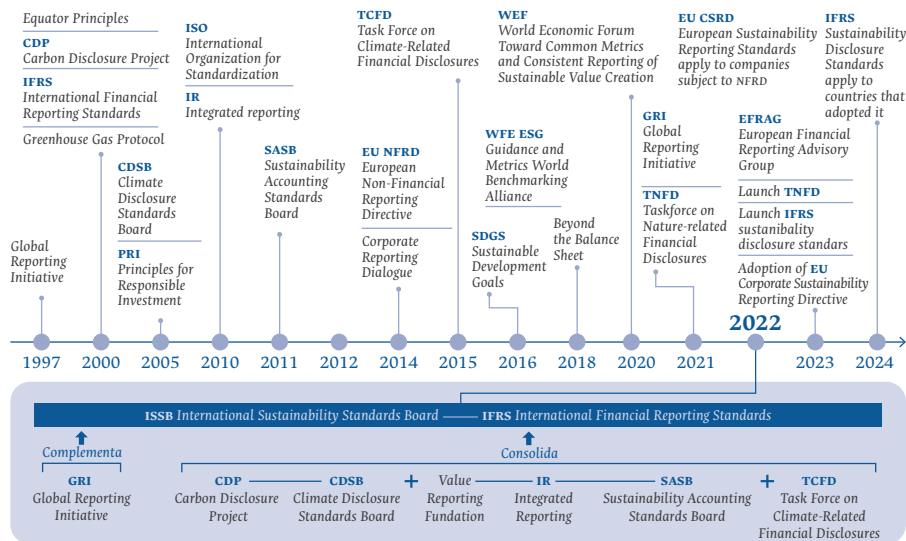 Equator Principles
CDP
Carbon Disclosure Project
IFRS
International Financial
Reporting Standards
Greenhouse Gas Protocol
ISO
International
Organization for
Standardization
IR
Integrated reporting
TCFD
Task Force on
Climate-Related
Financial Disclosures
WEF
World Economic Forum
Toward Common Metrics
and Consistent Reporting of
Sustainable Value Creation
EU CSRD
European Sustainability
Reporting Standards
apply to companies
subject to NFRD
IFRS
Sustainability
Disclosure
Standards
apply to
countries that
adopted it
Global
Reporting
Initiative
CDSB
Climate
Disclosure
Standards
Board
PRI
Principles for
Responsible
Investment
SASB
Sustainability
Accounting
Standards
Board
EU NFRD
European
Non-Financial
Reporting
Directive
Corporate
Reporting
Dialogue
WFE ESG
Guidance and
Metrics World
Benchmarking
Alliance
SDGS
Sustainable
Development
Goals
Beyond
the Balance
Sheet
GRI
Global
Reporting
Initiative
TNFD
Taskforce on
Nature-related
Financial
Disclosures
EFRAG
European Financial
Reporting Advisory
Group
Launch TNFD
Launch IFRS
sustanibality
disclosure standars
Adoption of EU
Corporate Sustainability
Reporting Directive
2022
1997 2000 2005 2010 2011 2012 2014 2015 2016 2018 2020 2021 2023 2024
ISSB International Sustainability Standards Board — IFRS International Financial Reporting Standards
Complementa
Consolida
GRI
Global Reporting
Initiative
CDP
Carbon Disclosure
Project
CDSB
Climate Disclosure
Standards Board
+
Value
Reporting
Fundation
IR
Integrated
Reporting
SASB
Sustainability Accounting
Standards Board
+
TCFD
Task Force on
Climate-Related
Financial Disclosures